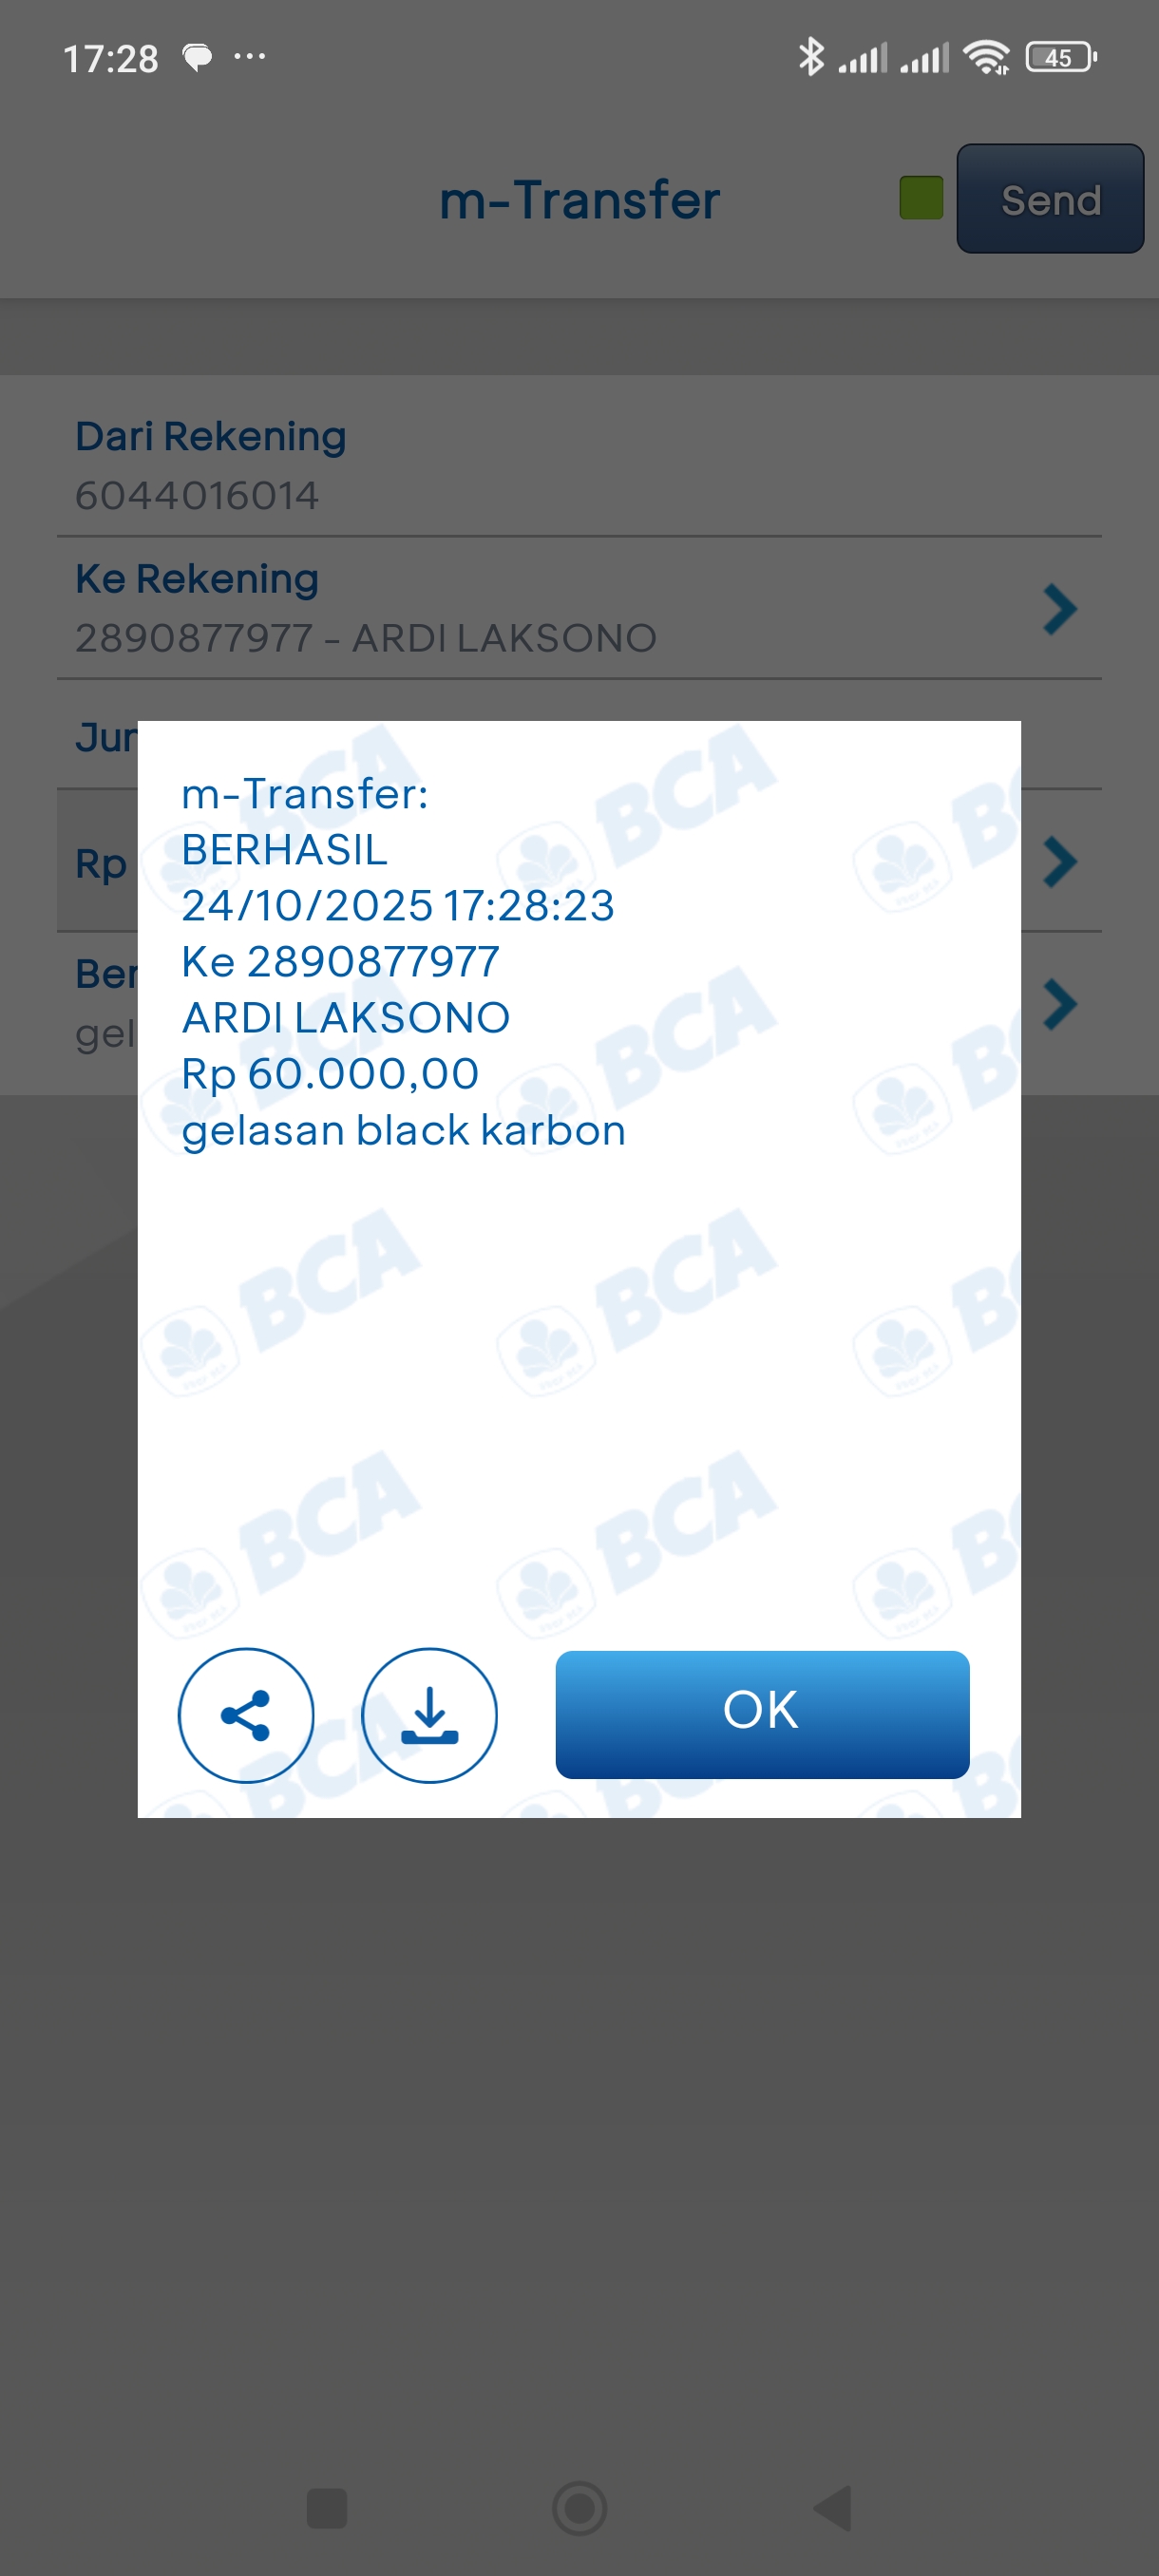 17:28
45
m-Transfer
Send
Dari Rekening
6044016014
Ke Rekening
2890877977 - ARDI LAKSONO
Jum
Rp
Ber
gel
m-Transfer:
BERHASIL
24/10/2025 17:28:23
Ke 2890877977
ARDI LAKSONO
Rp 60.000,00
gelasan black karbon
BCA
OK